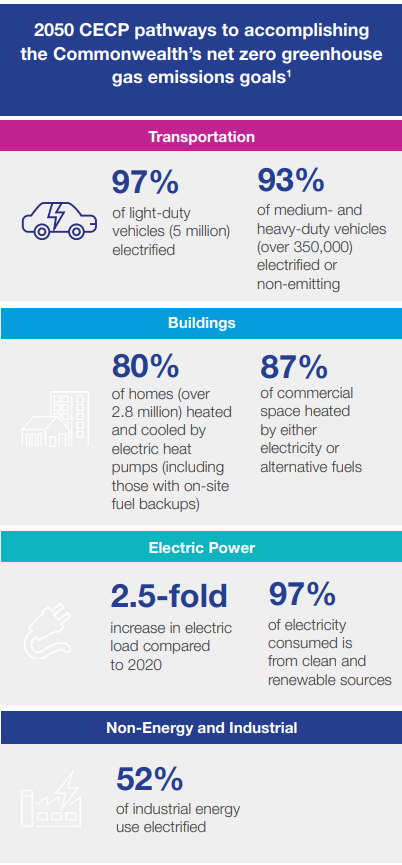 2050 CECP pathways to accomplishing
the Commonwealth's net zero greenhouse
gas emissions goals¹
Transportation
97%
of light-duty
vehicles (5 million)
electrified
93%
of medium- and
heavy-duty vehicles
(over 350,000)
electrified or
non-emitting
Buildings
80%
of homes (over
2.8 million) heated
and cooled by
electric heat
pumps (including
those with on-site
fuel backups)
87%
of commercial
space heated
by either
electricity or
alternative fuels
Electric Power
2.5-fold
increase in electric
load compared
to 2020
97%
of electricity
consumed is
from clean and
renewable sources
Non-Energy and Industrial
52%
of industrial energy
use electrified